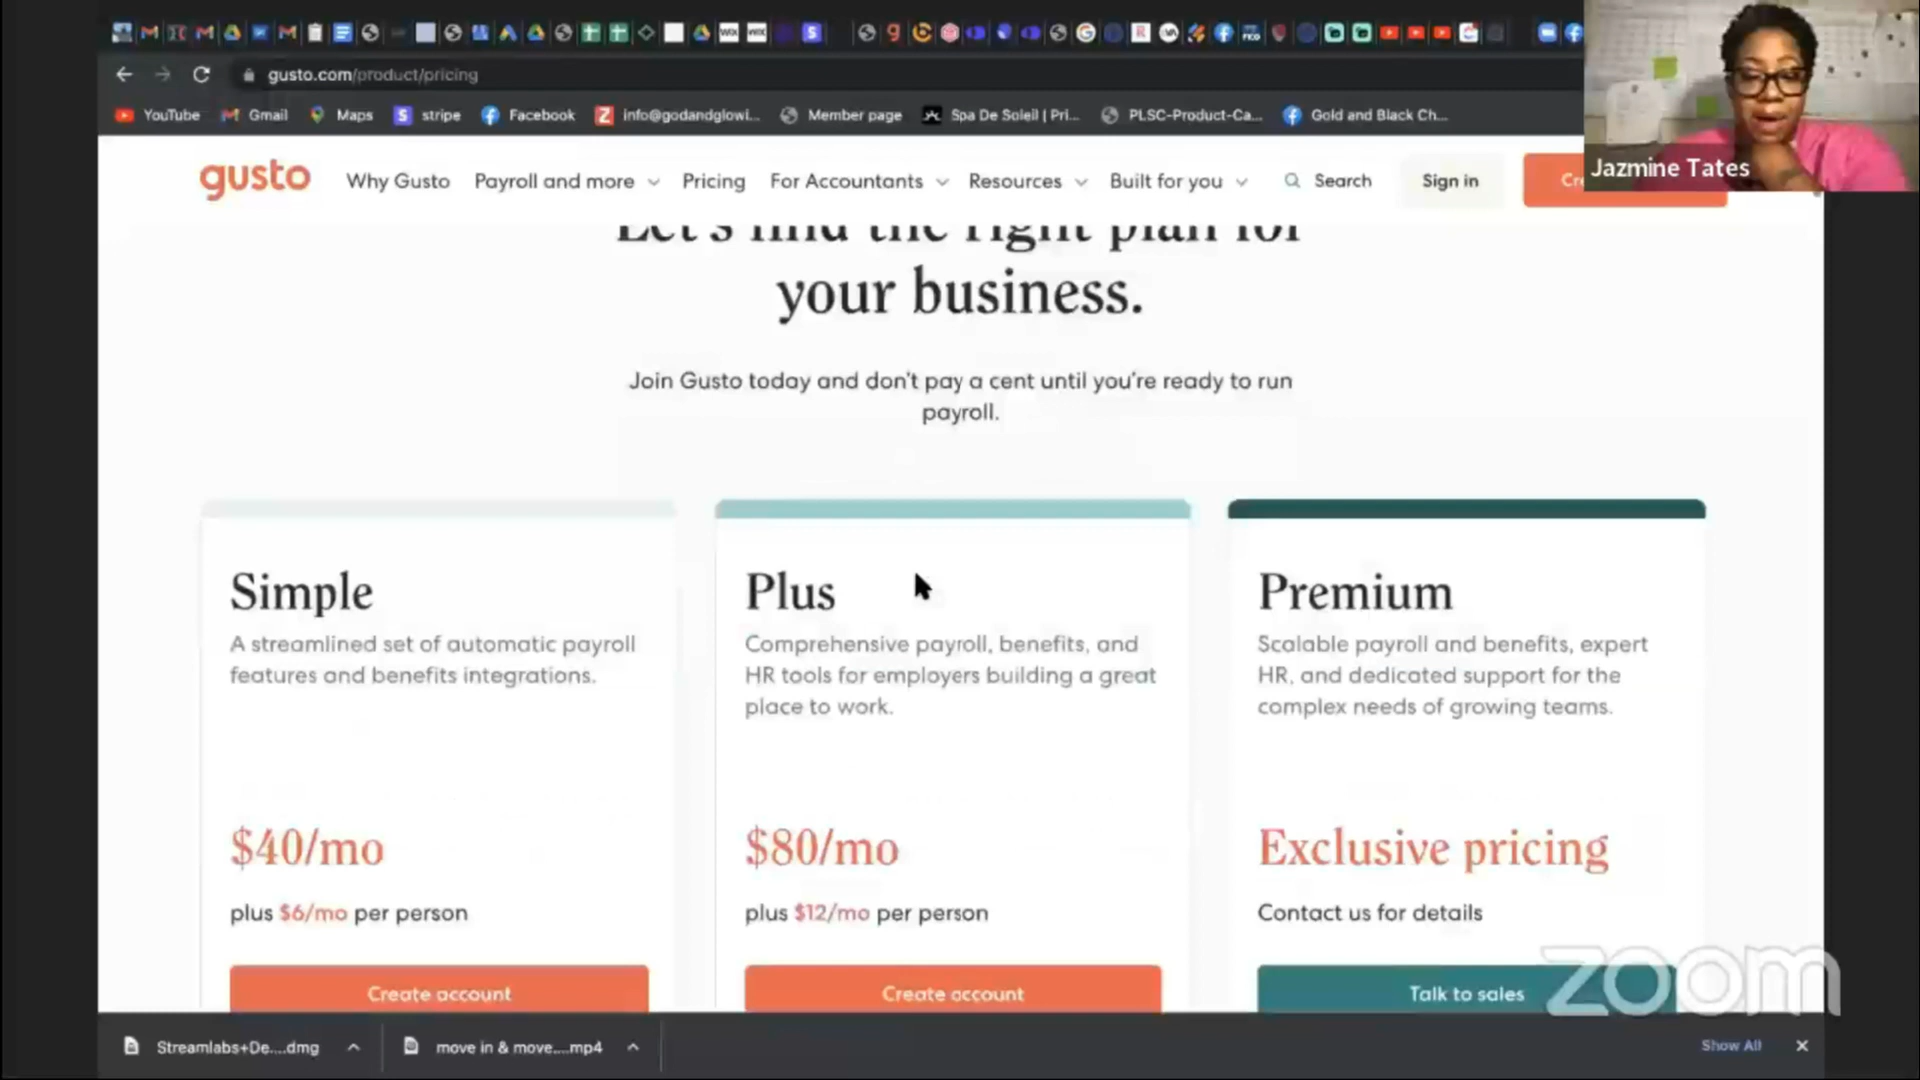 gusto.com/product/pricing
YouTube Gmail Maps stripe Facebook info@godandglowi... Member page Spa De Soleil | Pri... PLSC-Product-Ca... Gold and Black Ch...
Jazmine Tates
gusto Why Gusto Payroll and more Pricing For Accountants Resources Built for you Search Sign in
Let's find the right plan for
your business.
Join Gusto today and don't pay a cent until you're ready to run
payroll.
Simple
A streamlined set of automatic payroll
features and benefits integrations.
$40/mo
plus $6/mo per person
Create account
Plus
Comprehensive payroll, benefits, and
HR tools for employers building a great
place to work.
$80/mo
plus $12/mo per person
Create account
Premium
Scalable payroll and benefits, expert
HR, and dedicated support for the
complex needs of growing teams.
Exclusive pricing
Contact us for details
Talk to sales
zoom
Streamlabs+De....dmg move in & move....mp4 Show All